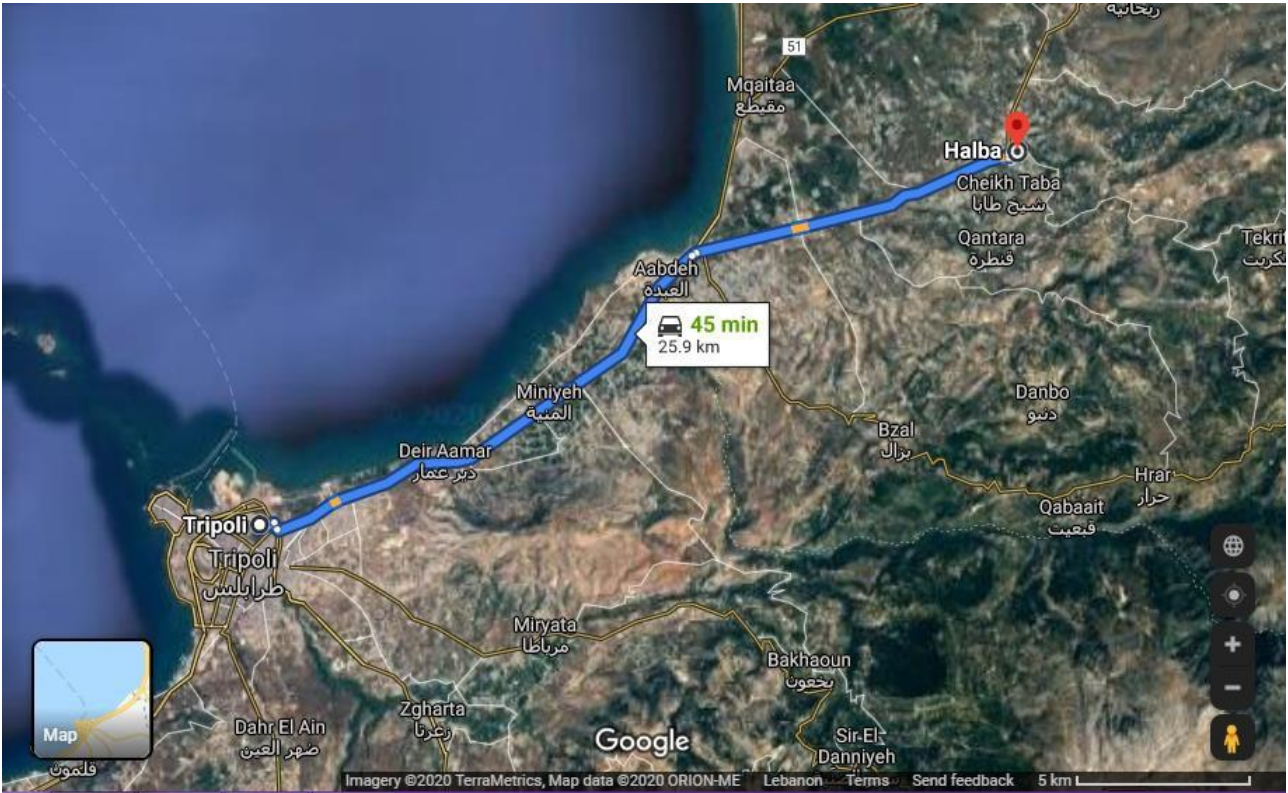 ريحانية
51
Mqaitaa
مقيطع
Halba
Cheikh Taba
شيخ طابا
Qantara
قنطرة
Tekrit
تكريت
Aabdeh
العبدة
45 min
25.9 km
Miniyeh
المنية
Danbo
دنبو
Bzal
بزال
Deir Aamar
دير عمار
Hrar
حرار
Qabaait
قبعيت
Tripoli
Tripoli
طرابلس
Miryata
مرياطا
Bakhaoun
بخعون
Zgharta
زغرتا
Dahr El Ain
ضهر العين
Map
Google
Sir-El-
Danniyeh
قلموت
Imagery ©2020 TerraMetrics, Map data ©2020 ORION-ME Lebanon Terms Send feedback 5 km